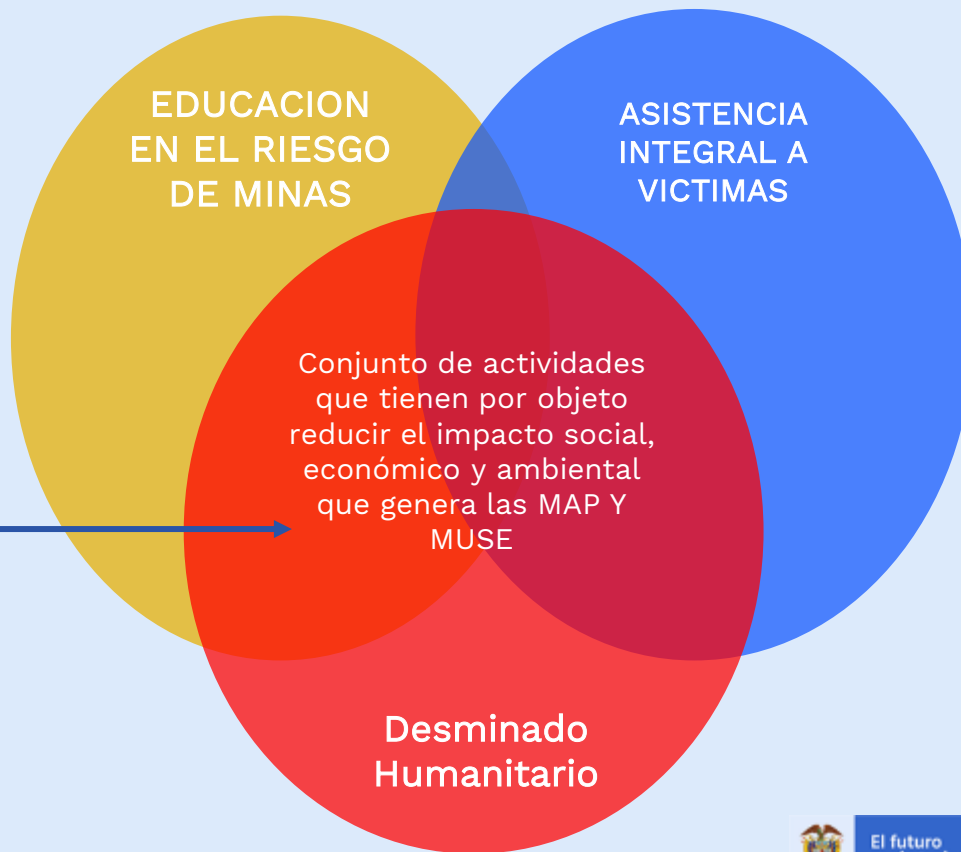 EDUCACION
EN EL RIESGO
DE MINAS
ASISTENCIA
INTEGRAL A
VICTIMAS
Conjunto de actividades
que tienen por objeto
reducir el impacto social,
económico y ambiental
que genera las MAP Y
MUSE
Desminado
Humanitario
El futuro